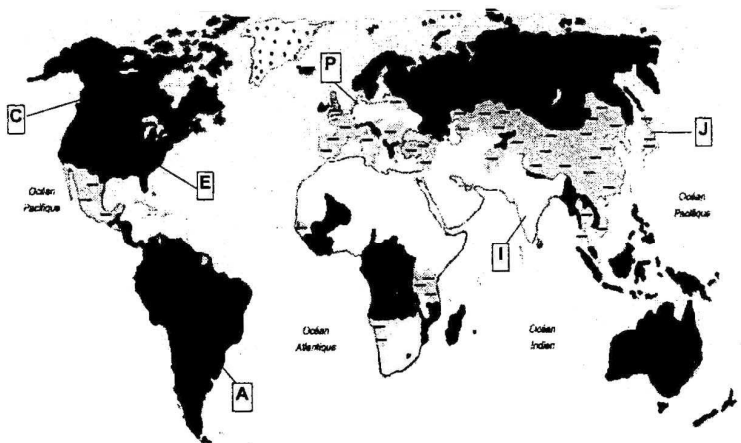 P
C
J
E
Océan
Pacifique
Océan
Pacifique
I
Océan
Atlantique
Océan
Indien
A